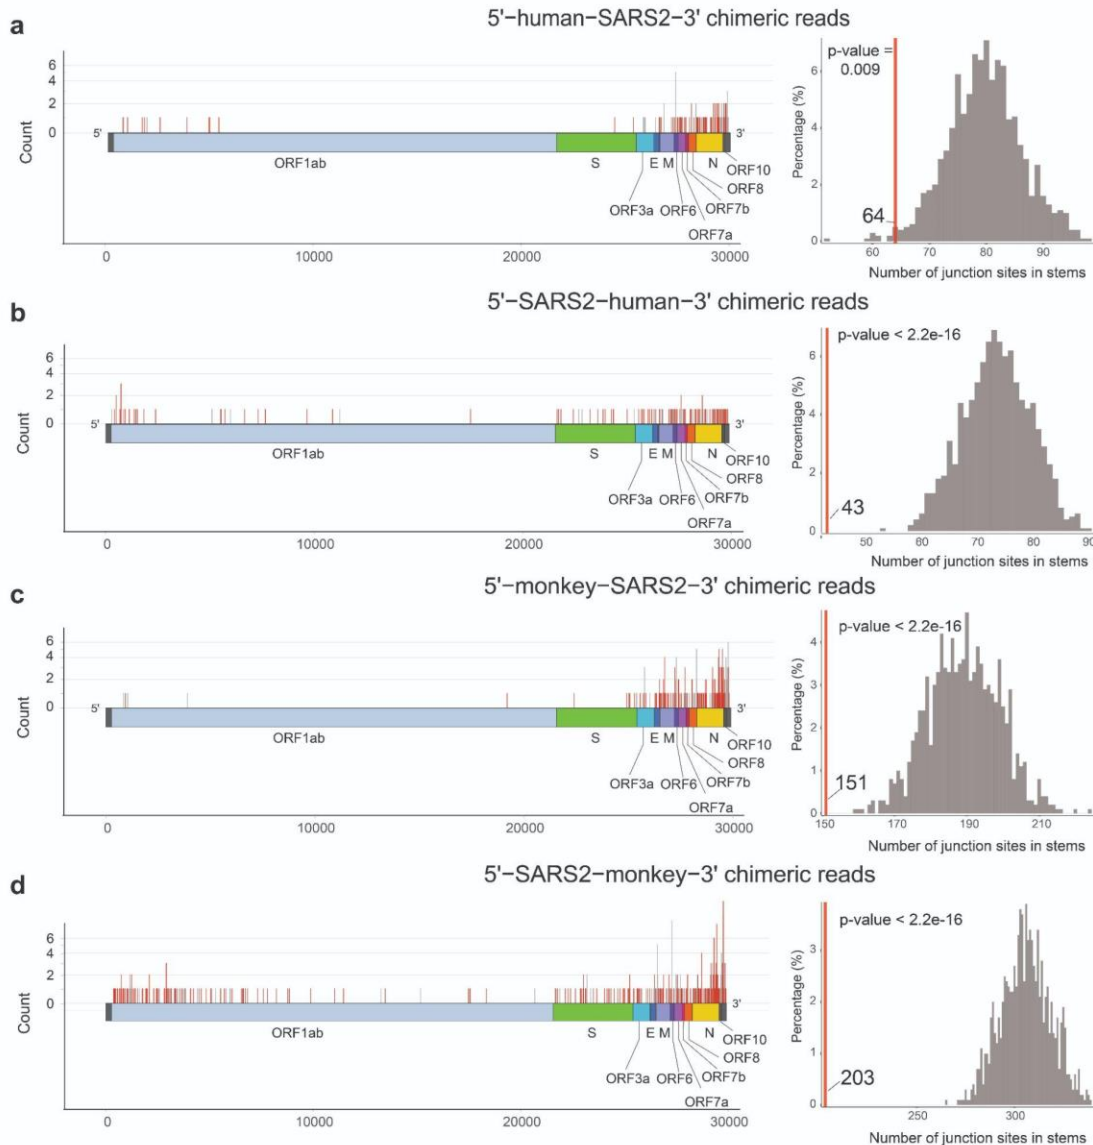 a
5'-human-SARS2-3' chimeric reads
Count
6
4
2
0
5'
3'
ORF1ab
S
E M
N
ORF10
ORF8
ORF3a
ORF6
ORF7b
ORF7a
0
10000
20000
30000
p-value =
0.009
Percentage (%)
6
4
2
0
64
70
80
90
Number of junction sites in stems
b
5'-SARS2-human-3' chimeric reads
Count
6
4
2
0
5'
3'
ORF1ab
S
E M
N
ORF10
ORF8
ORF3a
ORF6
ORF7b
ORF7a
0
10000
20000
30000
p-value < 2.2e-16
Percentage (%)
6
4
2
0
43
50
60
70
80
90
Number of junction sites in stems
c
5'-monkey-SARS2-3' chimeric reads
Count
6
4
2
0
5'
3'
ORF1ab
S
E M
N
ORF10
ORF8
ORF3a
ORF6
ORF7b
ORF7a
0
10000
20000
30000
p-value < 2.2e-16
Percentage (%)
4
3
2
1
0
151
150
170
190
210
Number of junction sites in stems
d
5'-SARS2-monkey-3' chimeric reads
Count
6
4
2
0
3'
ORF1ab
S
E M
N
ORF10
ORF8
ORF3a
ORF6
ORF7b
ORF7a
0
10000
20000
30000
p-value < 2.2e-16
Percentage (%)
3
2
1
0
203
250
300
Number of junction sites in stems